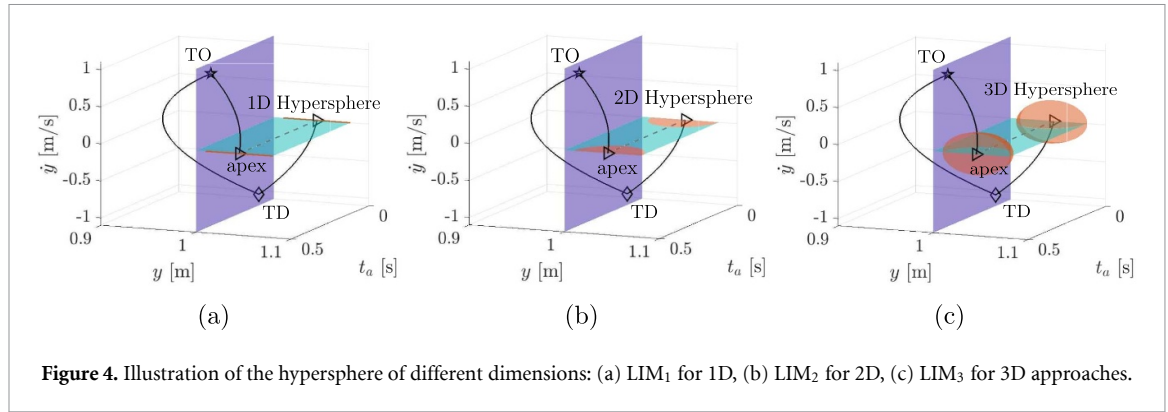 TO
1D Hypersphere
apex
TD
ẏ [m/s]
1
0.5
0
-0.5
-1
0.9
1
1.1
y [m]
0.5
0
tₐ [s]
(a)
TO
2D Hypersphere
apex
TD
ẏ [m/s]
1
0.5
0
-0.5
-1
0.9
1
1.1
y [m]
0.5
0
tₐ [s]
(b)
TO
3D Hypersphere
apex
TD
ẏ [m/s]
1
0.5
0
-0.5
-1
0.9
1
1.1
y [m]
0.5
0
tₐ [s]
(c)
Figure 4. Illustration of the hypersphere of different dimensions: (a) LIM₁ for 1D, (b) LIM₂ for 2D, (c) LIM₃ for 3D approaches.